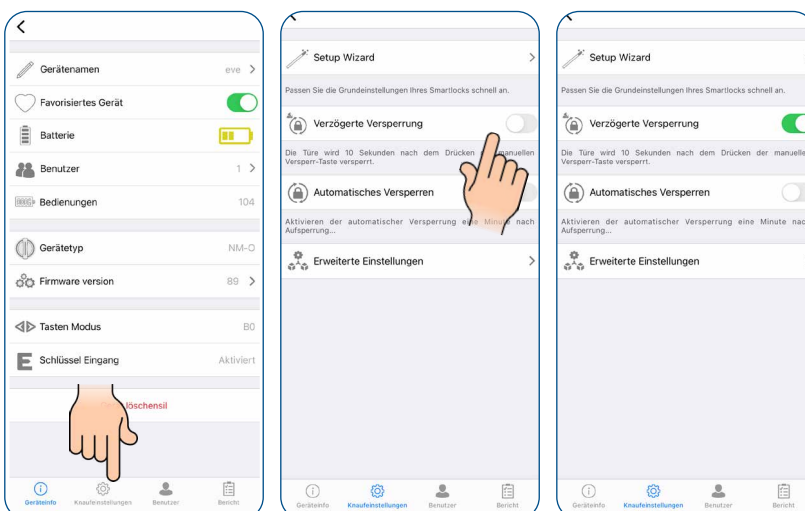 Gerätenamen eve
Favorisiertes Gerät
Batterie
Benutzer 1
Bedienungen 104
Gerätetyp NM-O
Firmware version 89
Tasten Modus B0
E Schlüssel Eingang Aktiviert
löschensil
Geräteinfo Knaufeinstellungen Benutzer Bericht
Setup Wizard
Passen Sie die Grundeinstellungen Ihres Smartlocks schnell an.
Verzögerte Versperrung
Die Türe wird 10 Sekunden nach dem Drücken manuellen
Versperr-Taste versperrt.
Automatisches Versperren
Aktivieren der automatischer Versperrung eine Minute nach
Aufsperrung...
Erweiterte Einstellungen
Geräteinfo Knaufeinstellungen Benutzer Bericht
Setup Wizard
Passen Sie die Grundeinstellungen Ihres Smartlocks schnell an.
Verzögerte Versperrung
Die Türe wird 10 Sekunden nach dem Drücken der manuelle
Versperr-Taste versperrt.
Automatisches Versperren
Aktivieren der automatischer Versperrung eine Minute nac
Aufsperrung...
Erweiterte Einstellungen
Geräteinfo Knaufeinstellungen Benutzer Bericht